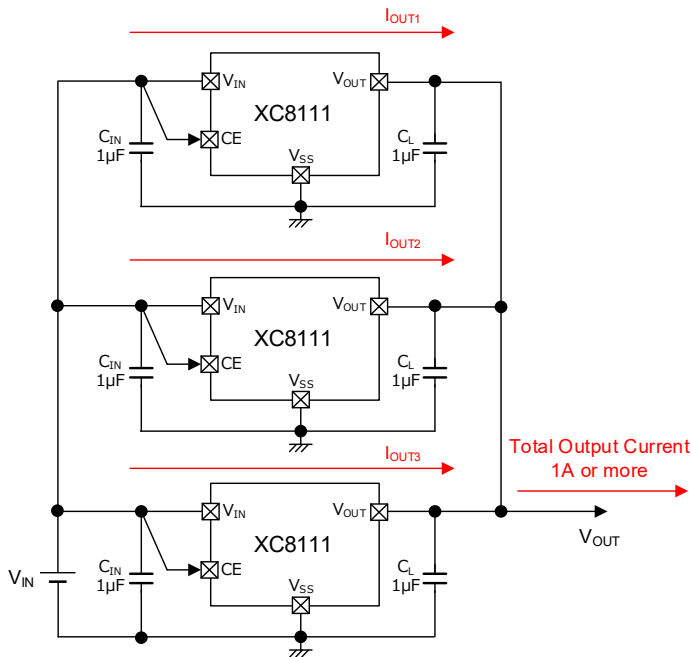 IOUT1
VIN
VOUT
XC8111
CIN
1µF
CE
CL
1µF
VSS
IOUT2
VIN
VOUT
XC8111
CIN
1µF
CE
CL
1µF
VSS
Total Output Current
1A or more
IOUT3
VIN
VOUT
XC8111
VOUT
CIN
1µF
CE
CL
1µF
VIN
VSS